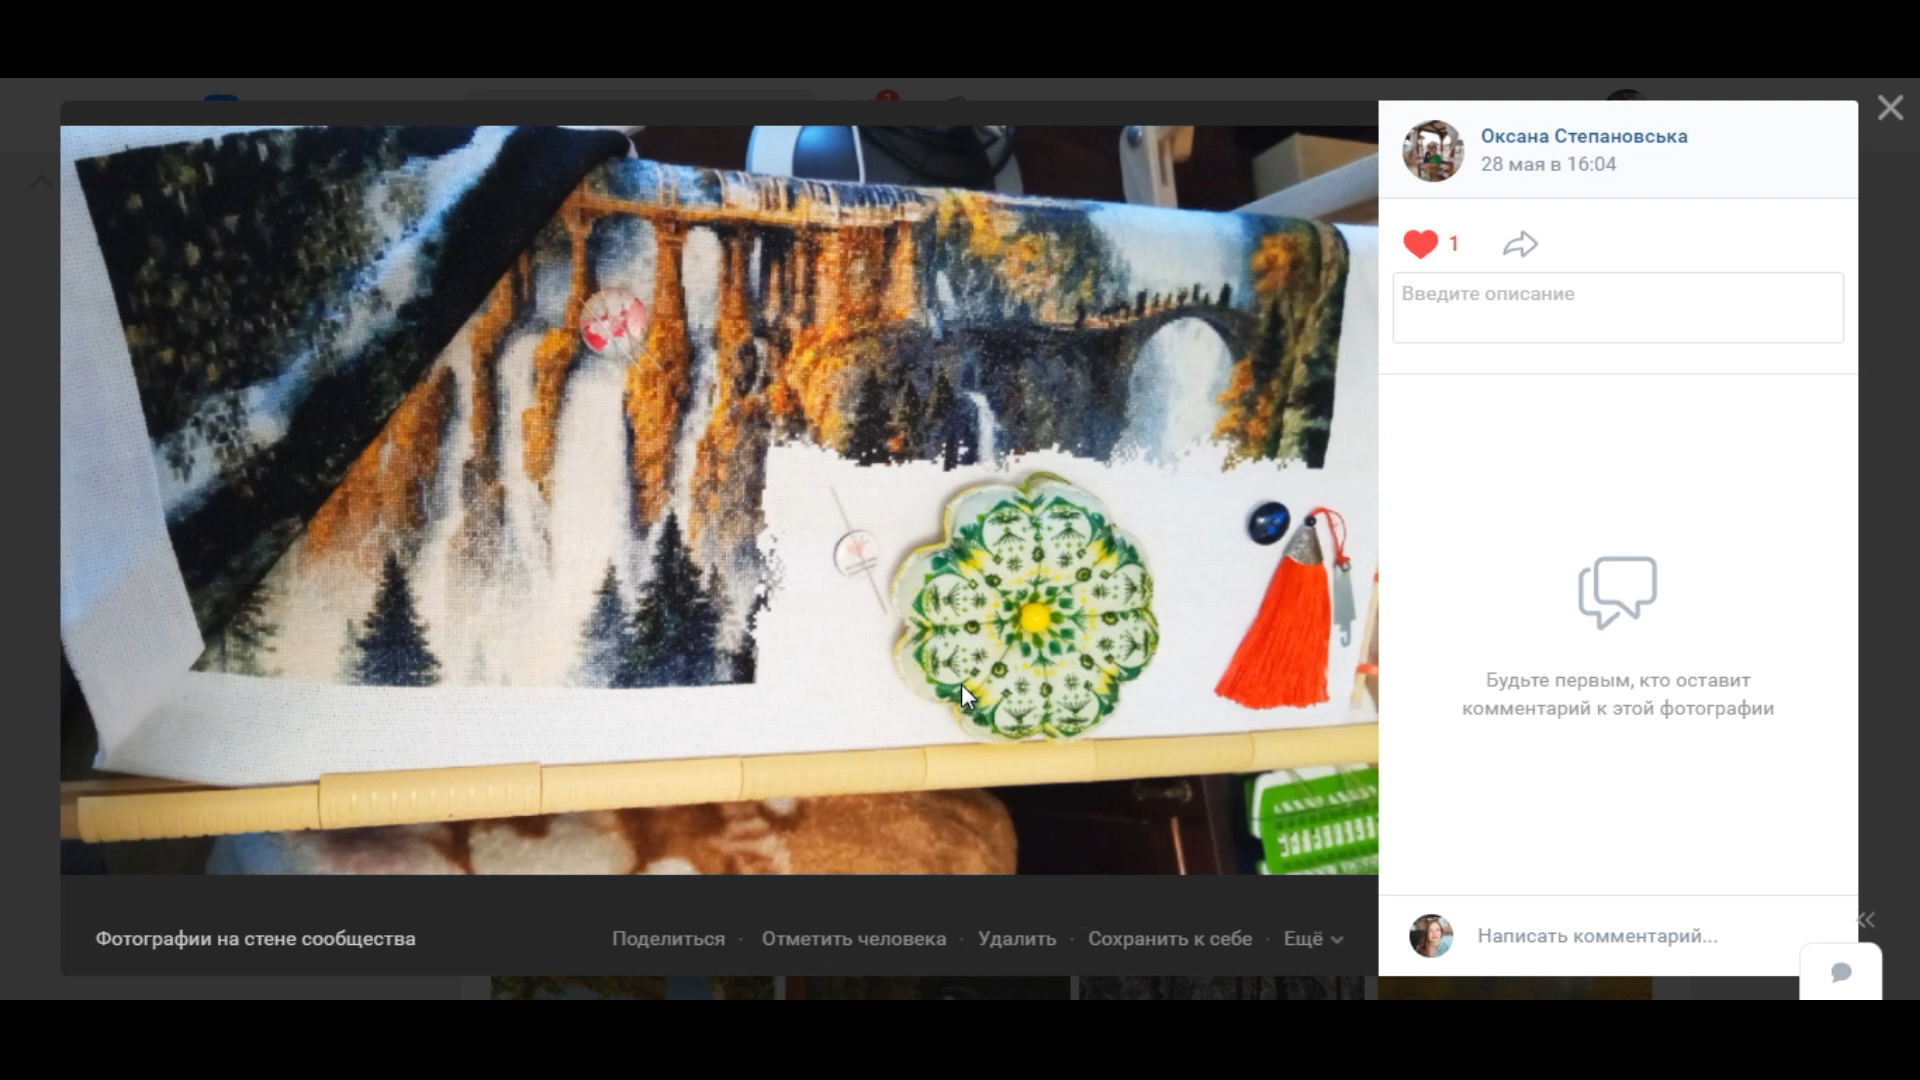 Оксана Степановська
28 мая в 16:04
1
Введите описание
Будьте первым, кто оставит
комментарий к этой фотографии
Фотографии на стене сообщества
Поделиться · Отметить человека · Удалить · Сохранить к себе · Ещё
Написать комментарий...